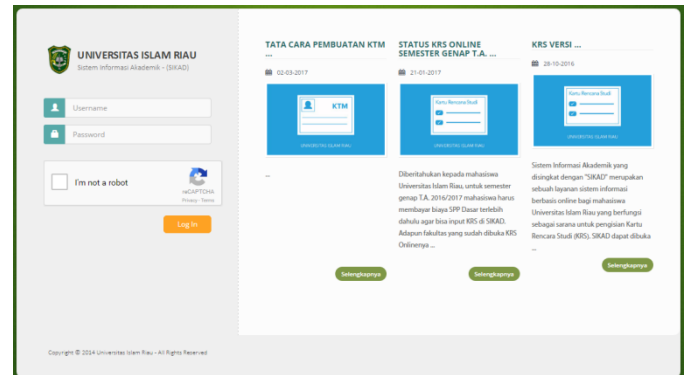 UNIVERSITAS ISLAM RIAU
Sistem Informasi Akademik - (SIKAD)
Username
Password
I'm not a robot
reCAPTCHA
Privacy - Terms
Log In
TATA CARA PEMBUATAN KTM
...
02-03-2017
KTM
UNIVERSITAS ISLAM RIAU
...
Selengkapnya
STATUS KRS ONLINE
SEMESTER GENAP T.A. ...
21-01-2017
Kartu Rencana Studi
UNIVERSITAS ISLAM RIAU
Diberitahukan kepada mahasiswa
Universitas Islam Riau, untuk semester
genap T.A. 2016/2017 mahasiswa harus
membayar biaya SPP Dasar terlebih
dahulu agar bisa input KRS di SIKAD.
Adapun fakultas yang sudah dibuka KRS
Onlinenya ...
Selengkapnya
KRS VERSI ...
28-10-2016
Kartu Rencana Studi
UNIVERSITAS ISLAM RIAU
Sistem Informasi Akademik yang
disingkat dengan "SIKAD" merupakan
sebuah layanan sistem informasi
berbasis online bagi mahasiswa
Universitas Islam Riau yang berfungsi
sebagai sarana untuk pengisian Kartu
Rencara Studi (KRS). SIKAD dapat dibuka
...
Selengkapnya
Copyright © 2014 Universitas Islam Riau - All Rights Reserved